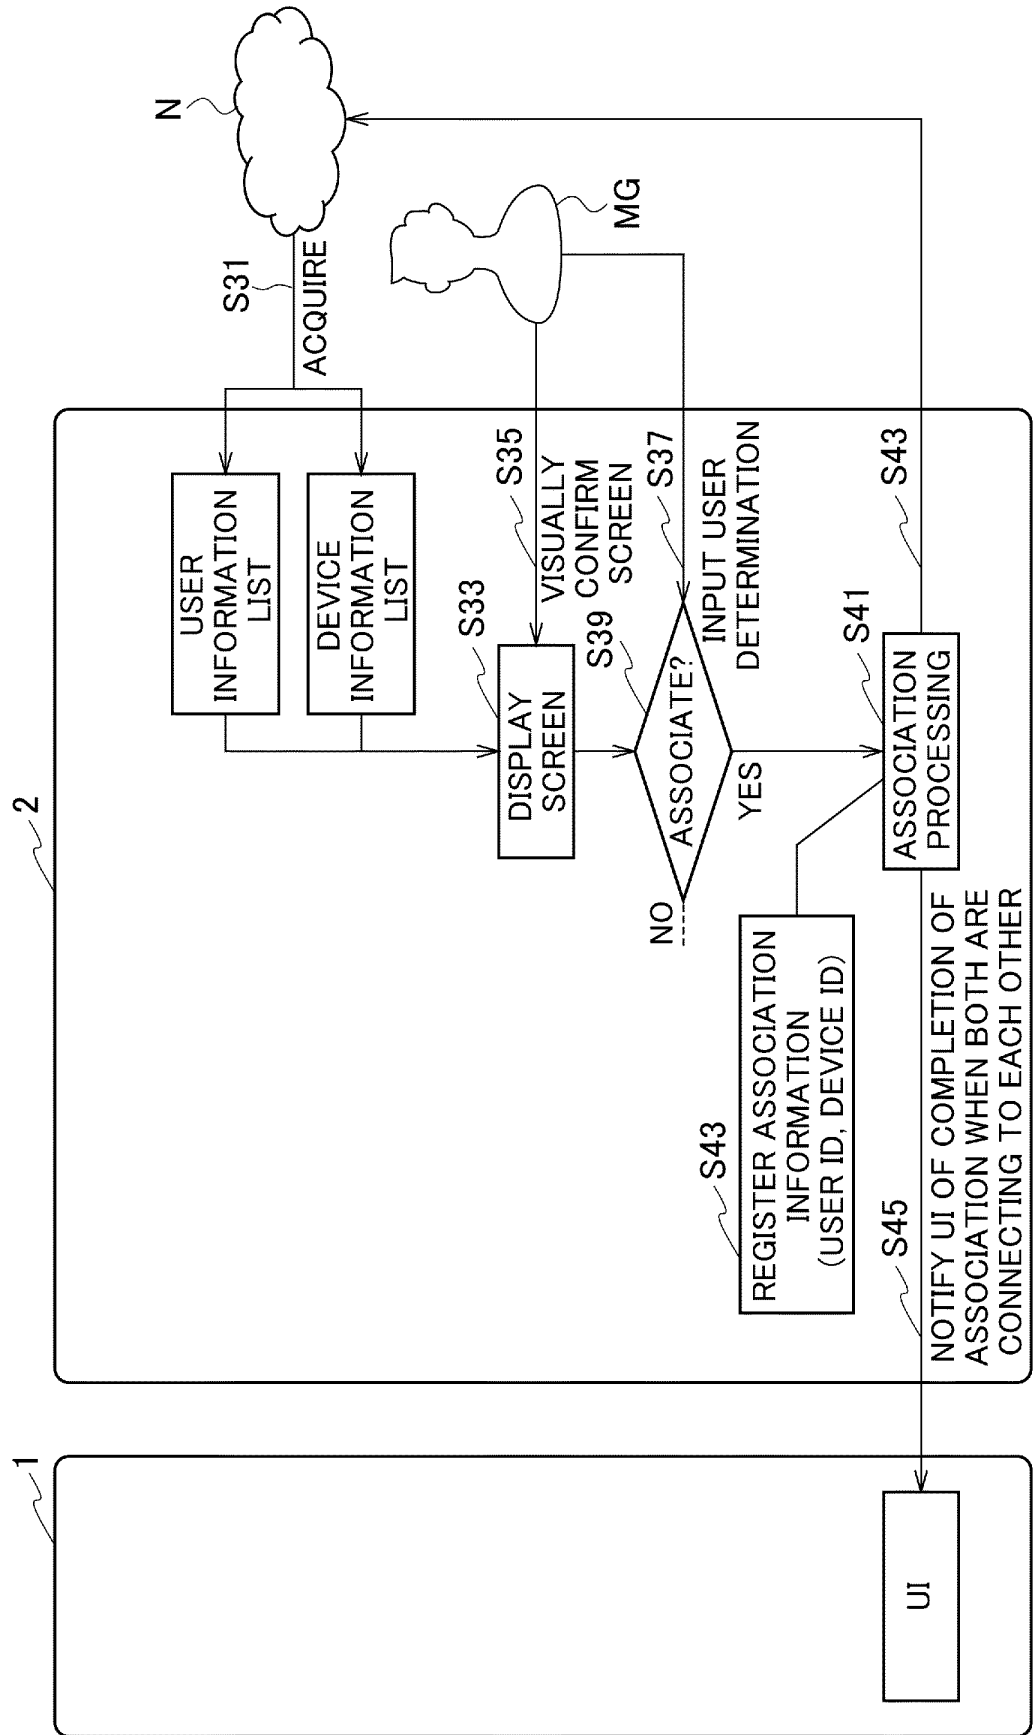 1
2
N
S31
ACQUIRE
USER
INFORMATION
LIST
DEVICE
INFORMATION
LIST
MG
S33
DISPLAY
SCREEN
S35
VISUALLY
CONFIRM
SCREEN
S37
INPUT USER
DETERMINATION
S39
ASSOCIATE?
NO
YES
S43
REGISTER ASSOCIATION
INFORMATION
(USER ID, DEVICE ID)
S41
ASSOCIATION
PROCESSING
S43
S45
NOTIFY UI OF COMPLETION OF
ASSOCIATION WHEN BOTH ARE
CONNECTING TO EACH OTHER
UI